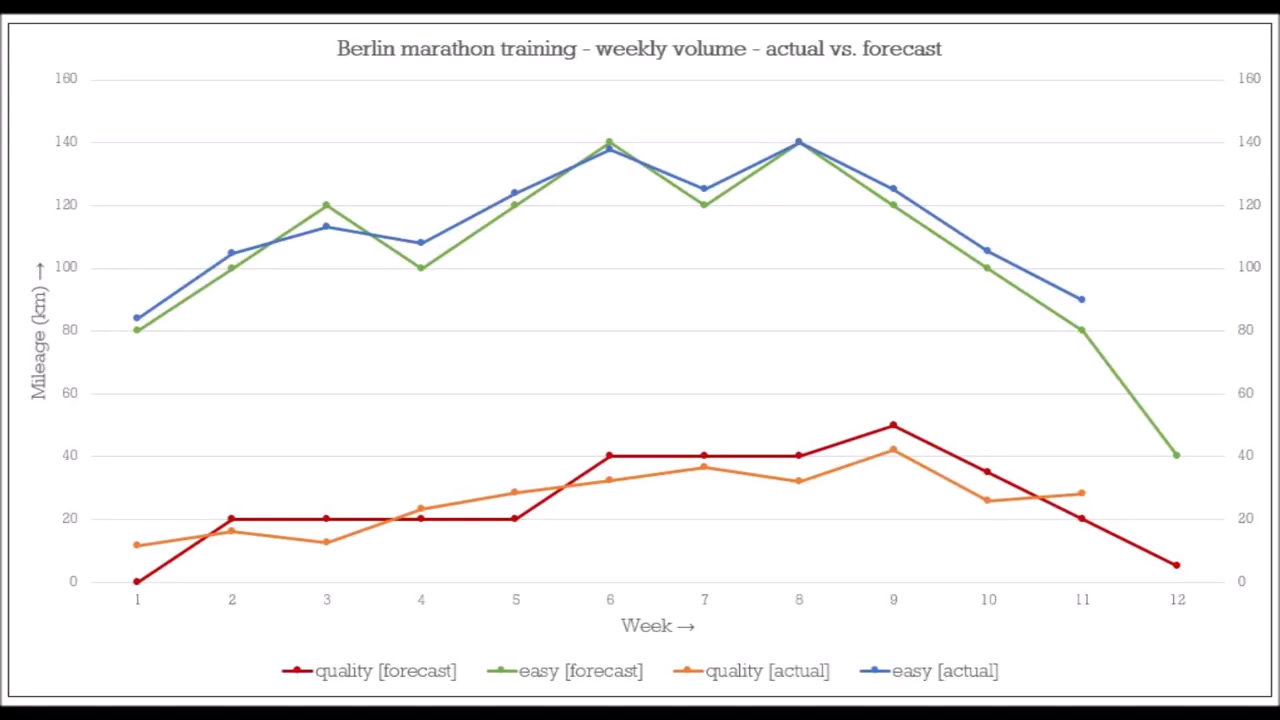 Berlin marathon training - weekly volume - actual vs. forecast
160 160
140 140
120 120
100 100
80 80
60 60
40 40
20 20
0 0
Mileage (km) →
1 2 3 4 5 6 7 8 9 10 11 12
Week →
quality [forecast] easy [forecast] quality [actual] easy [actual]